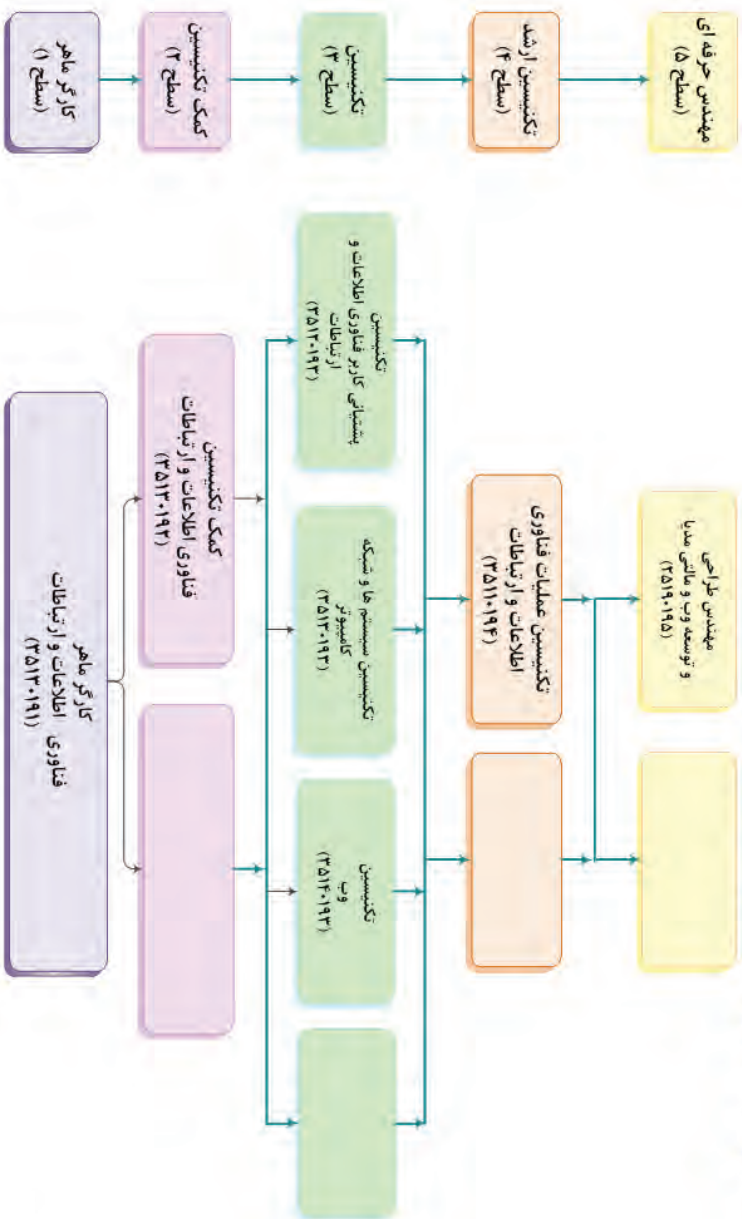 مهندس حرفه ای
(سطح ۵)
مهندس طراحی
و توسعه وب و مالتی مدیا
(۲۵۱۹۰۱۹۵)
تکنیسین ارشد
(سطح ۴)
تکنیسین عملیات فناوری
اطلاعات و ارتباطات
(۳۵۱۱۰۱۹۴)
تکنیسین
(سطح ۳)
تکنیسین
پشتیبانی کاربر فناوری اطلاعات و
ارتباطات
(۳۵۱۲۰۱۹۳)
تکنیسین سیستم ها و شبکه
کامپیوتر
(۳۵۱۳۰۱۹۳)
تکنیسین
وب
(۳۵۱۴۰۱۹۳)
کمک تکنیسین
(سطح ۲)
کمک تکنیسین
فناوری اطلاعات و ارتباطات
(۳۵۱۳۰۱۹۲)
کارگر ماهر
(سطح ۱)
کارگر ماهر
فناوری اطلاعات و ارتباطات
(۳۵۱۳۰۱۹۱)